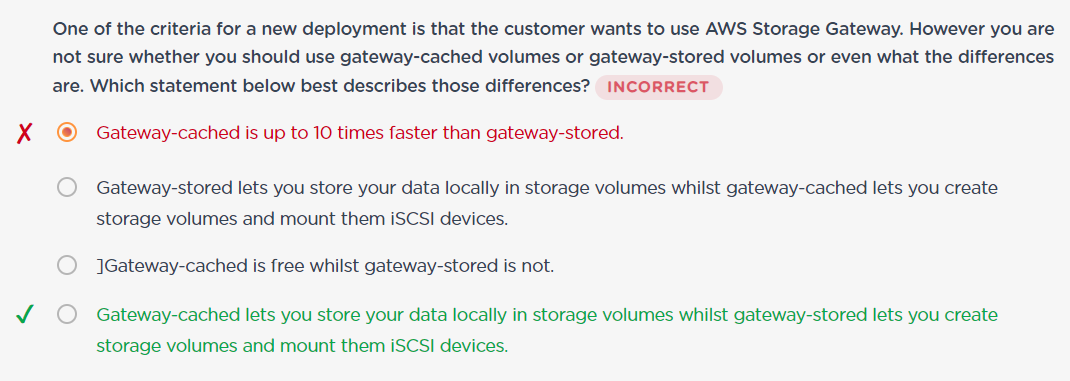 One of the criteria for a new deployment is that the customer wants to use AWS Storage Gateway. However you are
not sure whether you should use gateway-cached volumes or gateway-stored volumes or even what the differences
are. Which statement below best describes those differences? INCORRECT
Gateway-cached is up to 10 times faster than gateway-stored.
Gateway-stored lets you store your data locally in storage volumes whilst gateway-cached lets you create
storage volumes and mount them iSCSI devices.
]Gateway-cached is free whilst gateway-stored is not.
Gateway-cached lets you store your data locally in storage volumes whilst gateway-stored lets you create
storage volumes and mount them iSCSI devices.